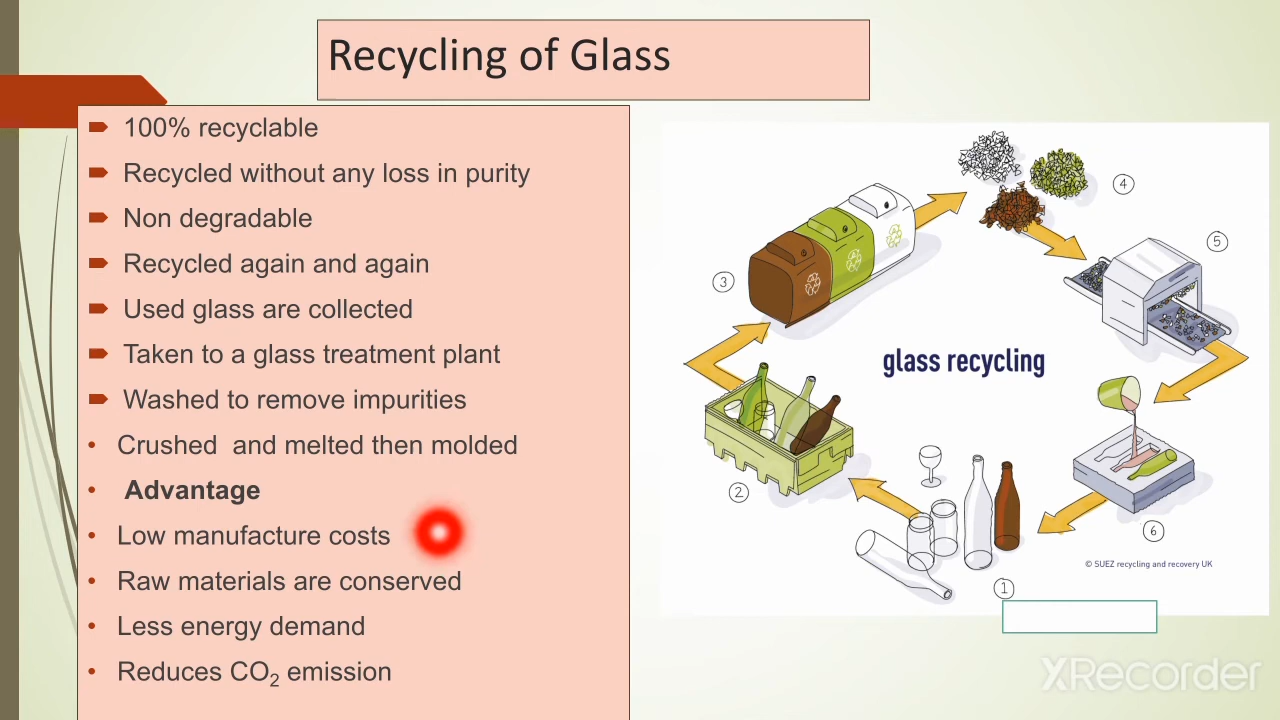 Recycling of Glass
100% recyclable
Recycled without any loss in purity
Non degradable
Recycled again and again
Used glass are collected
Taken to a glass treatment plant
Washed to remove impurities
Crushed and melted then molded
Advantage
Low manufacture costs
Raw materials are conserved
Less energy demand
Reduces CO₂ emission
4
5
3
glass recycling
2
6
© SUEZ recycling and recovery UK
1
XRecorder